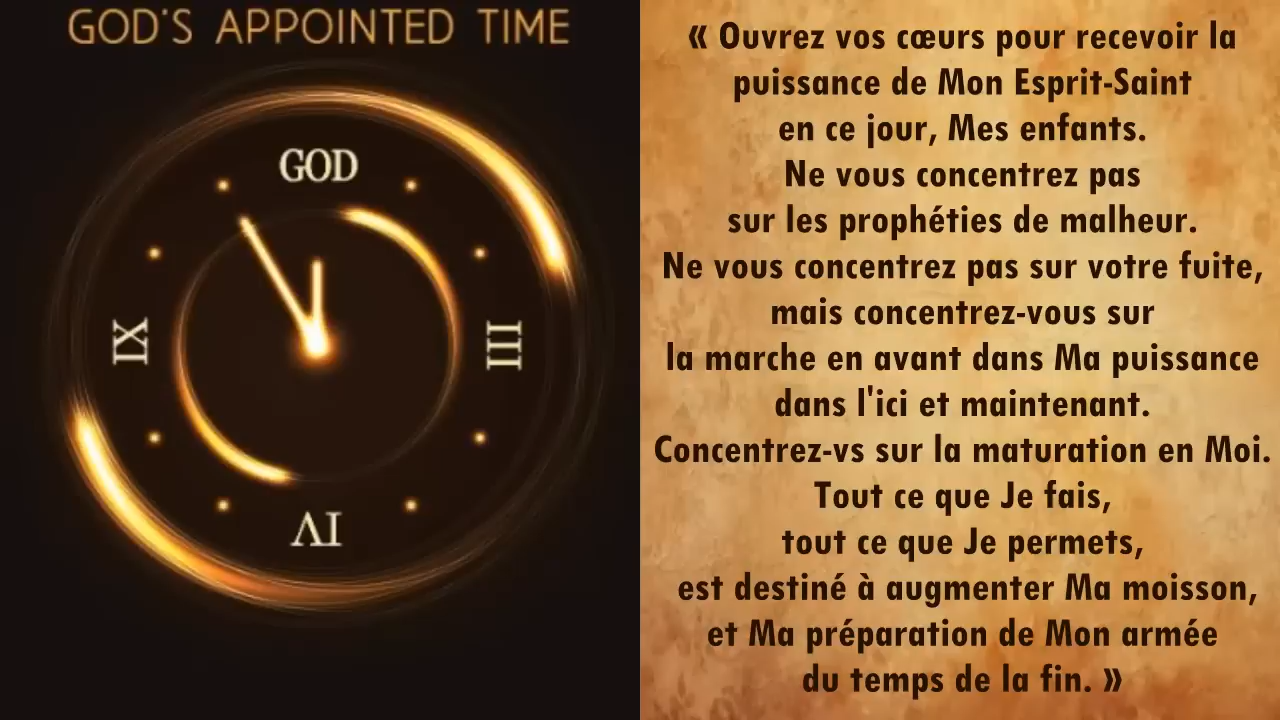 GOD'S APPOINTED TIME
GOD
IX
III
VI
« Ouvrez vos cœurs pour recevoir la
puissance de Mon Esprit-Saint
en ce jour, Mes enfants.
Ne vous concentrez pas
sur les prophéties de malheur.
Ne vous concentrez pas sur votre fuite,
mais concentrez-vous sur
la marche en avant dans Ma puissance
dans l'ici et maintenant.
Concentrez-vs sur la maturation en Moi.
Tout ce que Je fais,
tout ce que Je permets,
est destiné à augmenter Ma moisson,
et Ma préparation de Mon armée
du temps de la fin. »